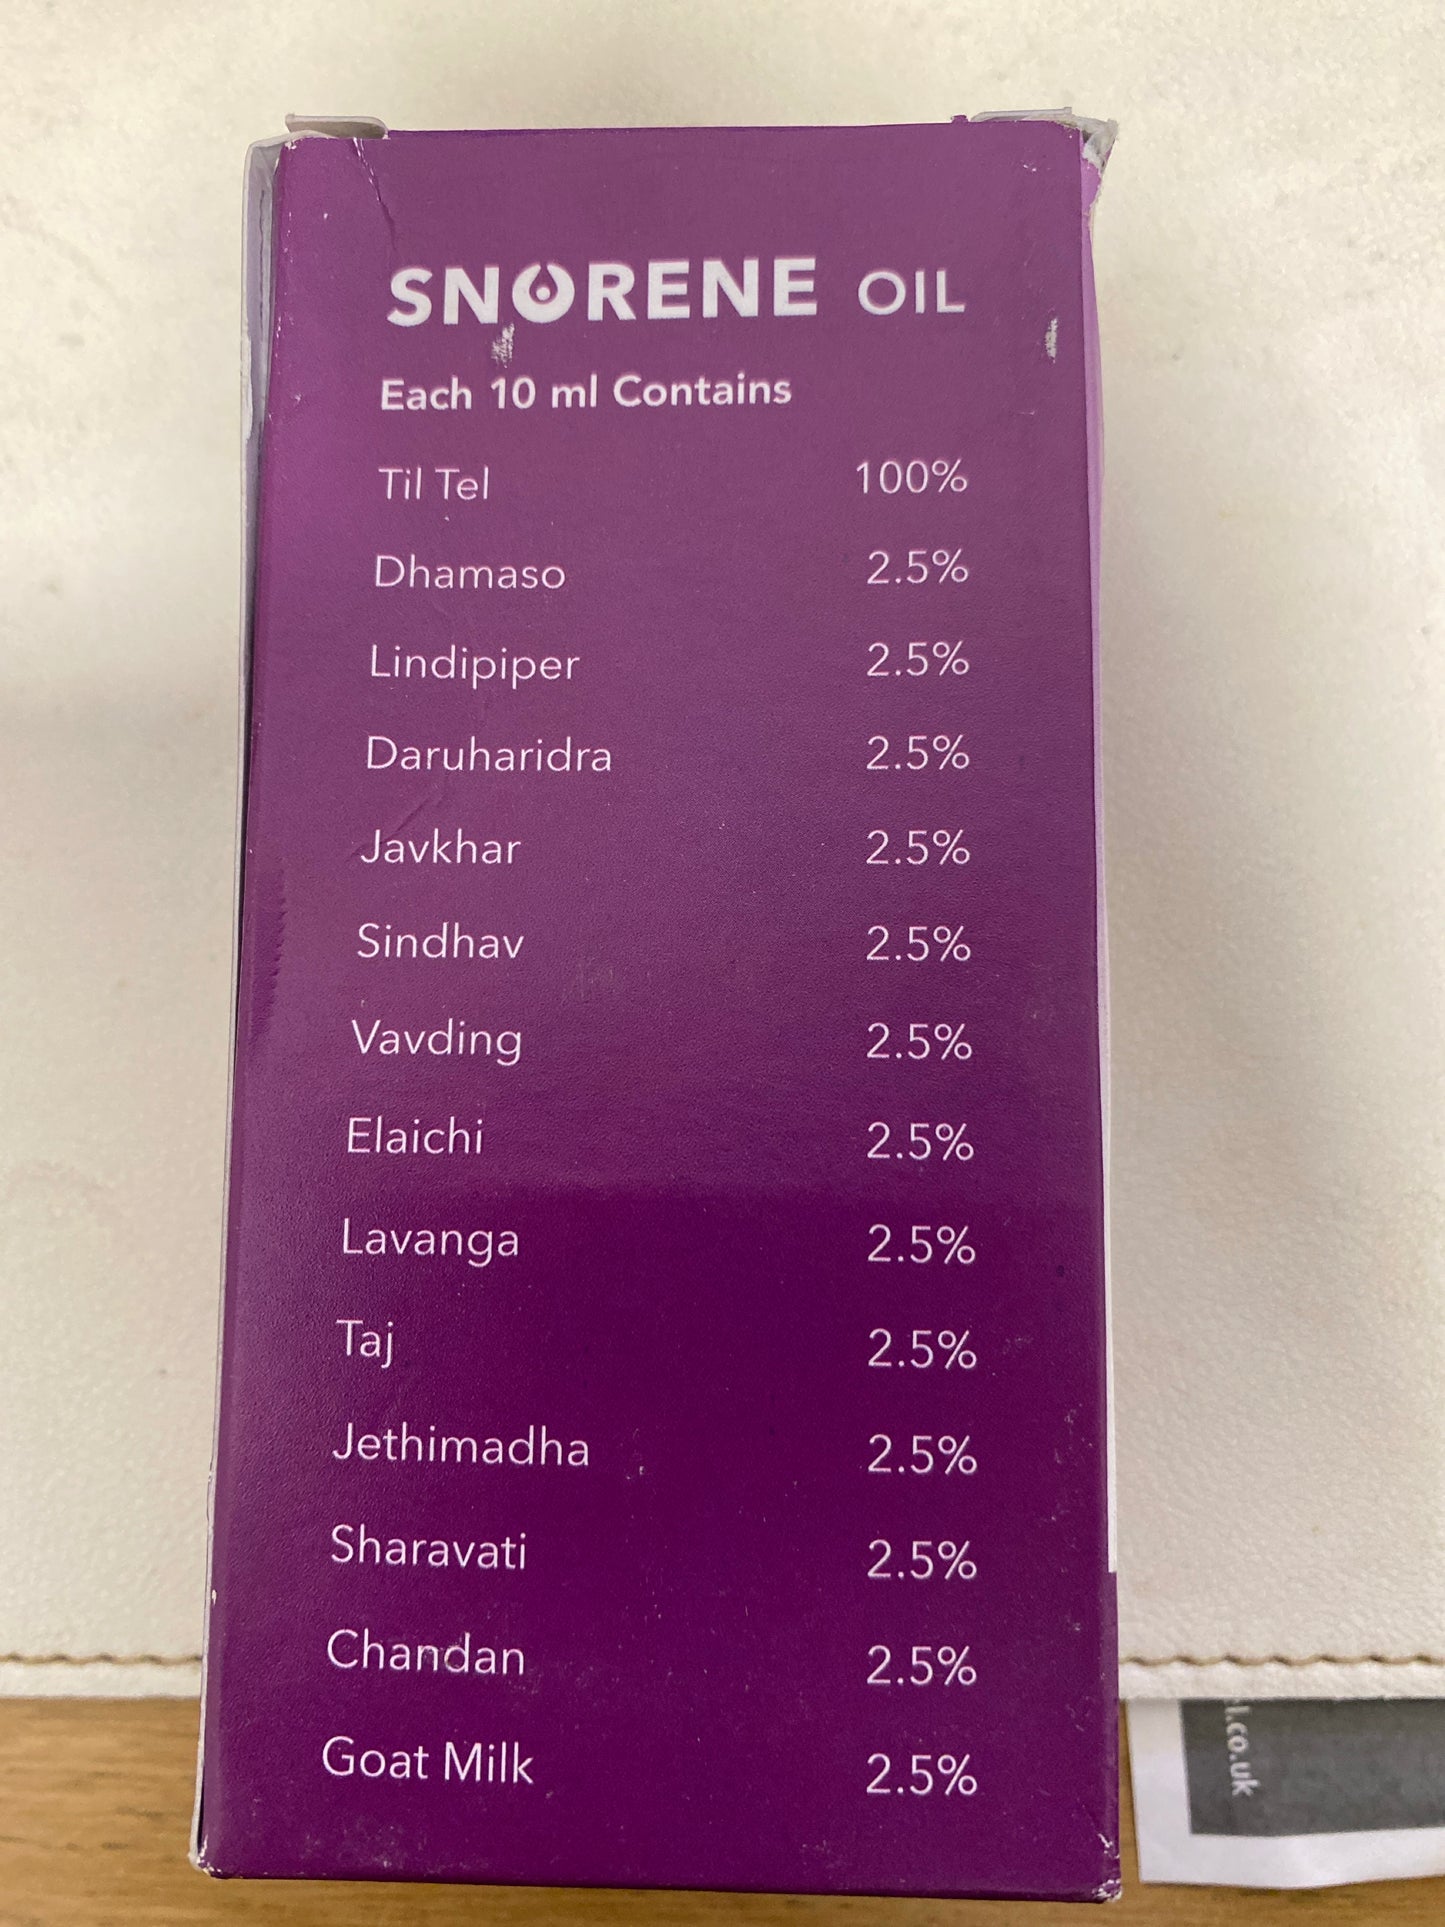 SNORENE OIL
Each 10 ml Contains
Til Tel 100%
Dhamaso 2.5%
Lindipiper 2.5%
Daruharidra 2.5%
Javkhar 2.5%
Sindhav 2.5%
Vavding 2.5%
Elaichi 2.5%
Lavanga 2.5%
Taj 2.5%
Jethimadha 2.5%
Sharavati 2.5%
Chandan 2.5%
Goat Milk 2.5%
.co.uk